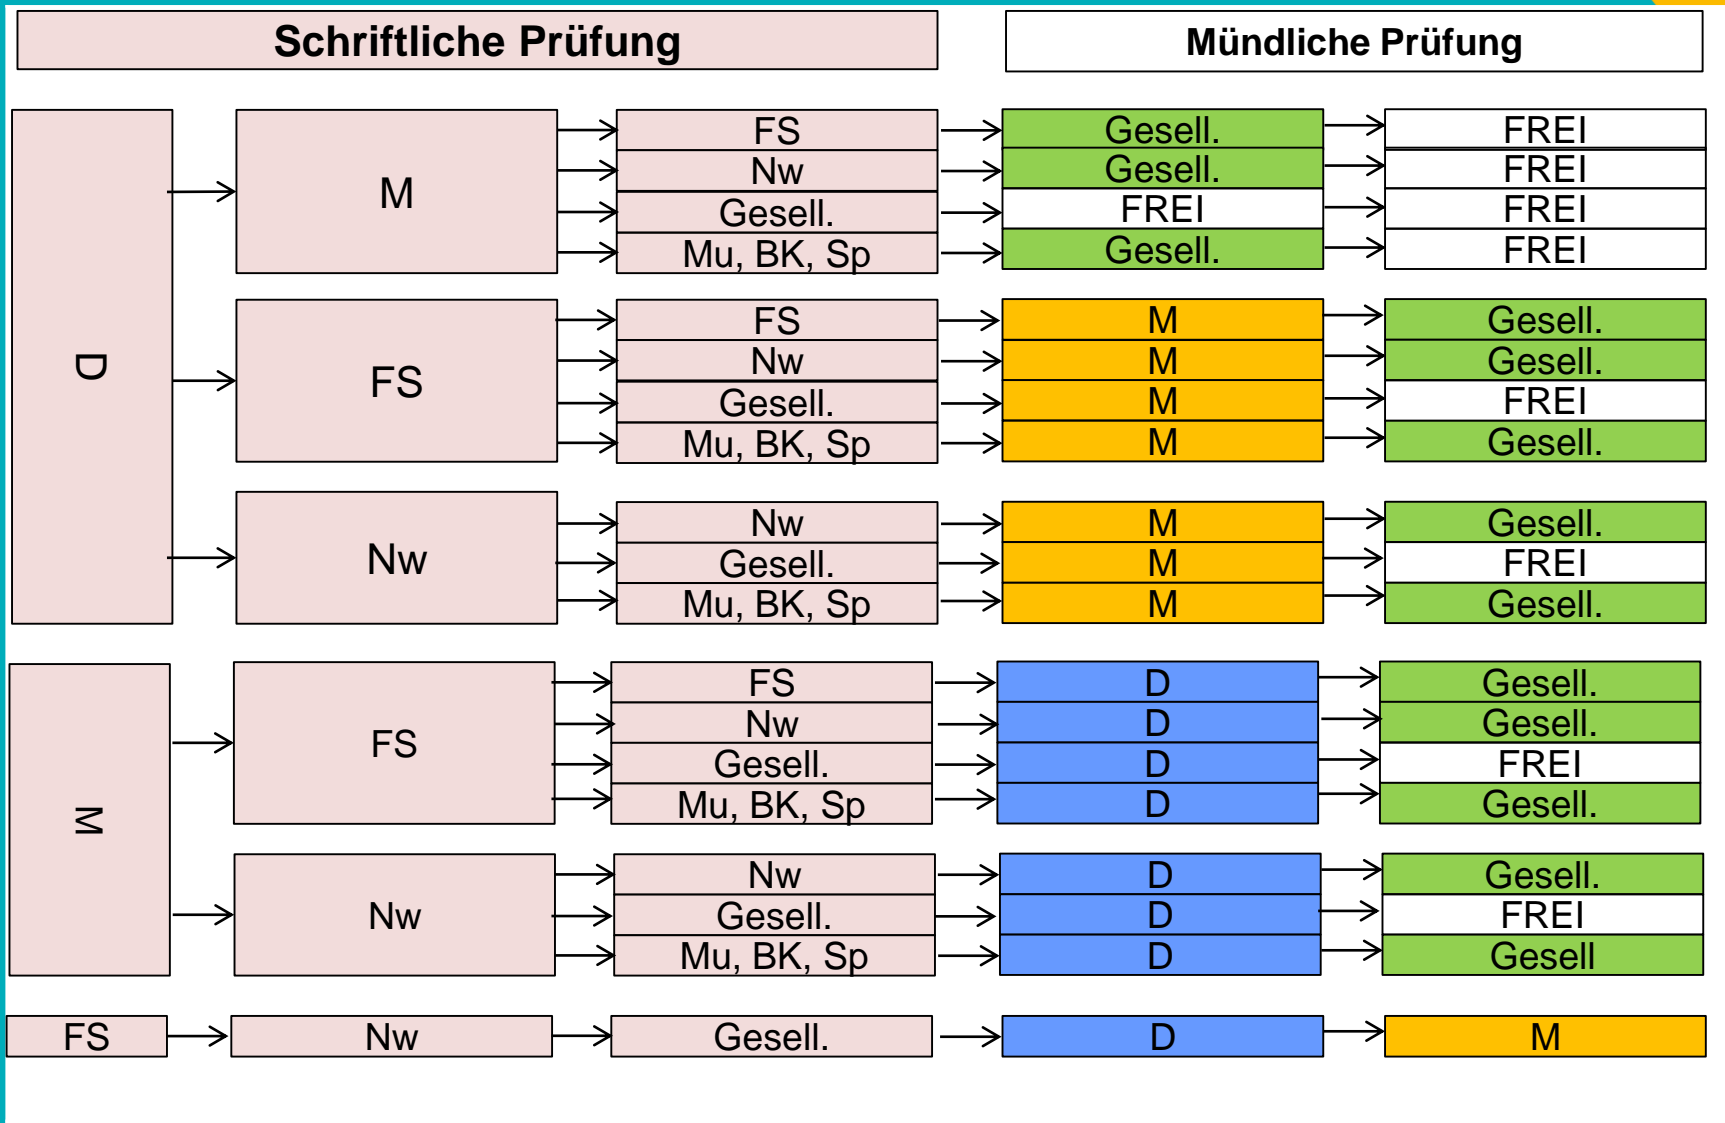 Schriftliche Prüfung
Mündliche Prüfung
D
M
FS
Gesell.
FREI
Nw
Gesell.
FREI
Gesell.
FREI
FREI
Mu, BK, Sp
Gesell.
FREI
FS
FS
M
Gesell.
Nw
M
Gesell.
Gesell.
M
FREI
Mu, BK, Sp
M
Gesell.
Nw
Nw
M
Gesell.
Gesell.
M
FREI
Mu, BK, Sp
M
Gesell.
M
FS
FS
D
Gesell.
Nw
D
Gesell.
Gesell.
D
FREI
Mu, BK, Sp
D
Gesell.
Nw
Nw
D
Gesell.
Gesell.
D
FREI
Mu, BK, Sp
D
Gesell
FS
Nw
Gesell.
D
M